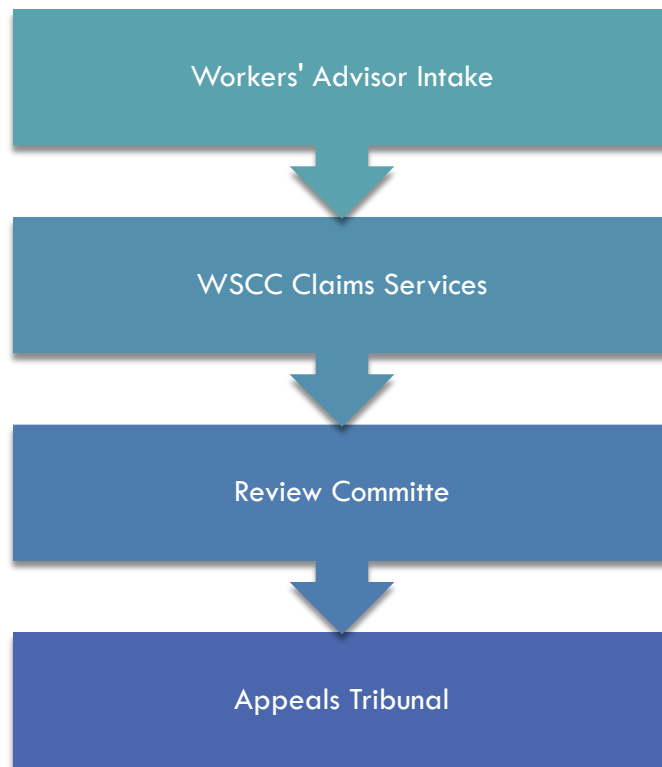 Workers' Advisor Intake
WSCC Claims Services
Review Committe
Appeals Tribunal